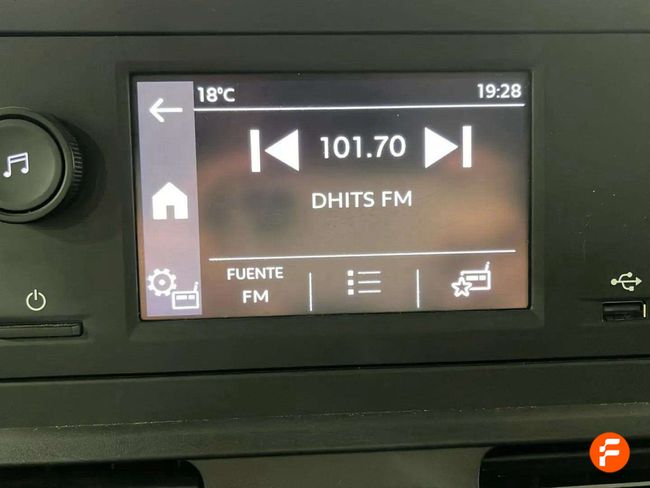 18°C 19:28
101.70
DHITS FM
FUENTE
FM